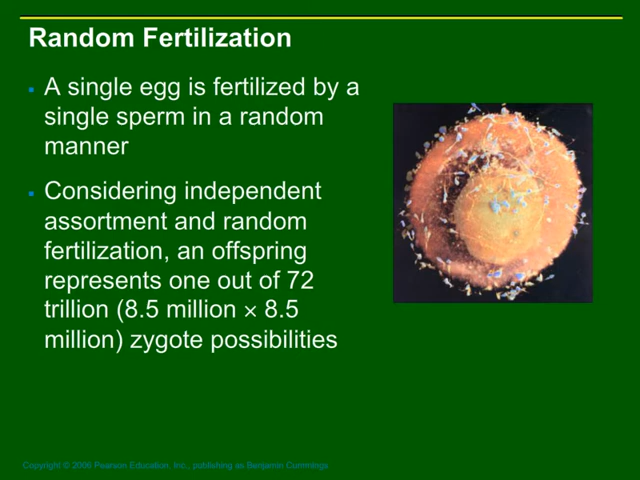 Random Fertilization
▪ A single egg is fertilized by a
single sperm in a random
manner
▪ Considering independent
assortment and random
fertilization, an offspring
represents one out of 72
trillion (8.5 million × 8.5
million) zygote possibilities
Copyright © 2006 Pearson Education, Inc., publishing as Benjamin Cummings